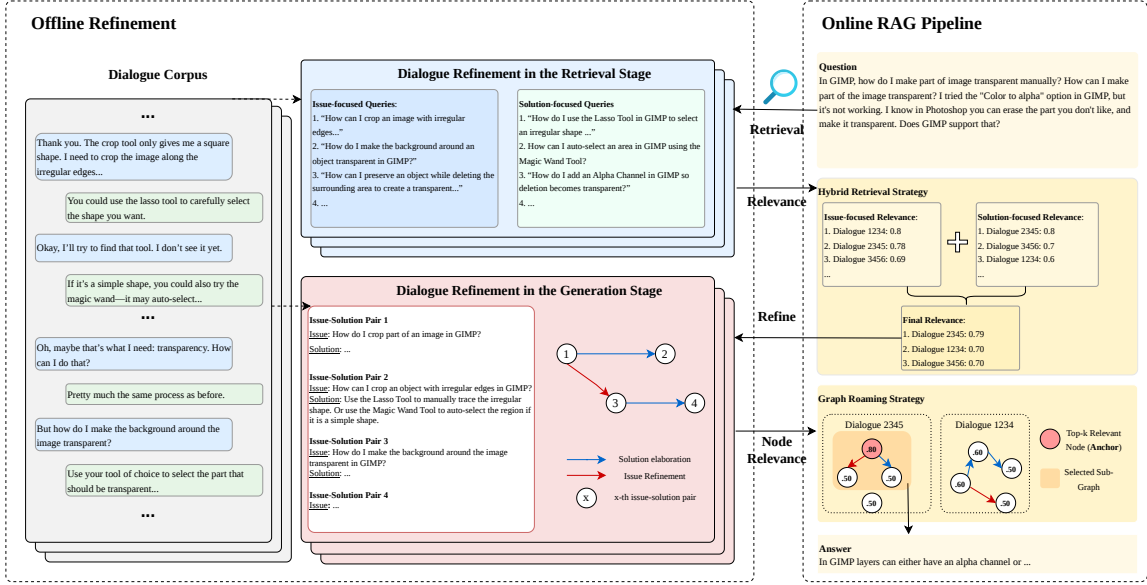 Offline Refinement
Dialogue Corpus
...
Thank you. The crop tool only gives me a square
shape. I need to crop the image along the
irregular edges...
You could use the lasso tool to carefully select
the shape you want.
Okay, I'll try to find that tool. I don't see it yet.
If it's a simple shape, you could also try the
magic wand—it may auto-select...
...
Oh, maybe that's what I need: transparency. How
can I do that?
Pretty much the same process as before.
But how do I make the background around the
image transparent?
Use your tool of choice to select the part that
should be transparent...
...
Dialogue Refinement in the Retrieval Stage
Issue-focused Queries:
1. “How can I crop an image with irregular
edges...”
2. “How do I make the background around an
object transparent in GIMP?”
3. “How can I preserve an object while deleting the
surrounding area to create a transparent...”
4. ...
Solution-focused Queries
1. “How do I use the Lasso Tool in GIMP to select
an irregular shape ...”
2. How can I auto-select an area in GIMP using the
Magic Wand Tool?
3. “How do I add an Alpha Channel in GIMP so
deletion becomes transparent?”
4. ...
Dialogue Refinement in the Generation Stage
Issue-Solution Pair 1
Issue: How do I crop part of an image in GIMP?
Solution: ...
Issue-Solution Pair 2
Issue: How can I crop an object with irregular edges in GIMP?
Solution: Use the Lasso Tool to manually trace the irregular
shape. Or use the Magic Wand Tool to auto-select the region if
it is a simple shape.
Issue-Solution Pair 3
Issue: How do I make the background around the image
transparent in GIMP?
Solution: ...
Issue-Solution Pair 4
Issue: ...
1
2
3
4
Solution elaboration
Issue Refinement
x
x-th issue-solution pair
Retrieval
Relevance
Refine
Node
Relevance
Online RAG Pipeline
Question
In GIMP, how do I make part of image transparent manually? How can I make
part of the image transparent? I tried the "Color to alpha" option in GIMP, but
it's not working. I know in Photoshop you can erase the part you don't like, and
make it transparent. Does GIMP support that?
Hybrid Retrieval Strategy
Issue-focused Relevance:
1. Dialogue 1234: 0.8
2. Dialogue 2345: 0.78
3. Dialogue 3456: 0.69
...
Solution-focused Relevance:
1. Dialogue 2345: 0.8
2. Dialogue 3456: 0.7
3. Dialogue 1234: 0.6
...
Final Relevance:
1. Dialogue 2345: 0.79
2. Dialogue 1234: 0.70
3. Dialogue 3456: 0.70
Graph Roaming Strategy
Dialogue 2345
.80
.50
.50
.50
Dialogue 1234
.60
.50
.60
.50
Top-k Relevant
Node (Anchor)
Selected Sub-
Graph
Answer
In GIMP layers can either have an alpha channel or ...